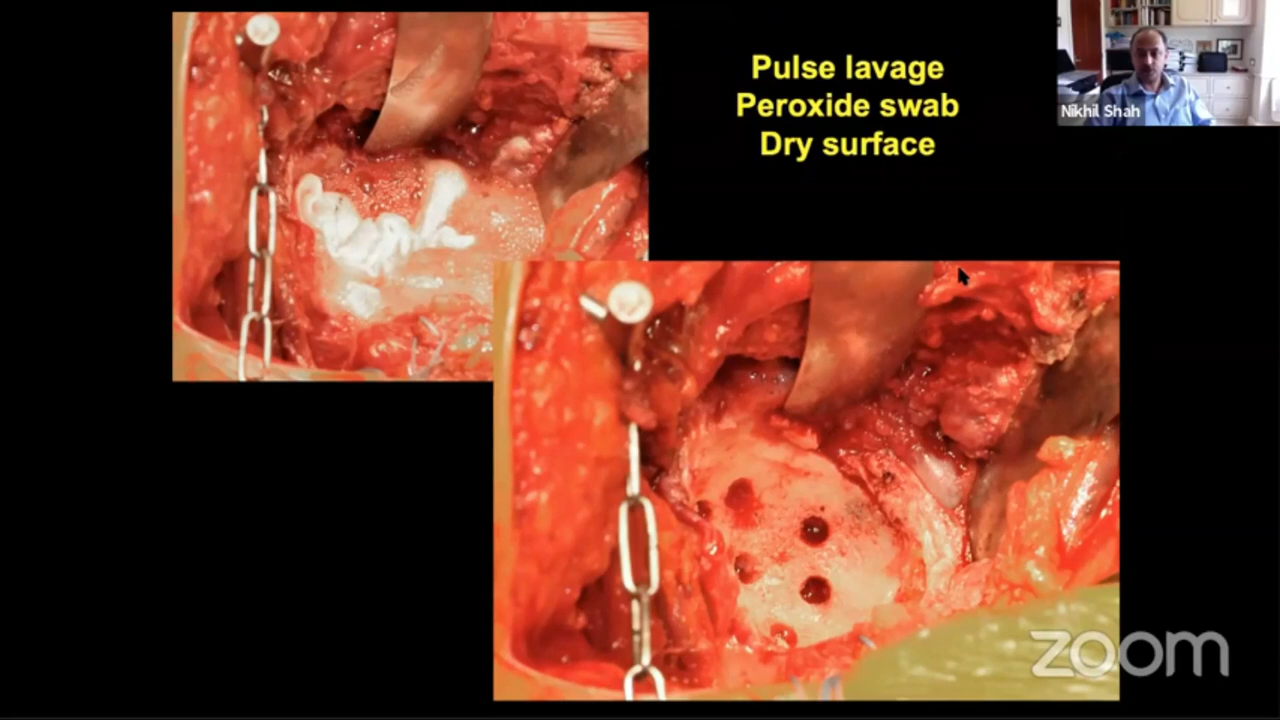 Pulse lavage
Peroxide swab
Dry surface
Nikhil Shah
zoom